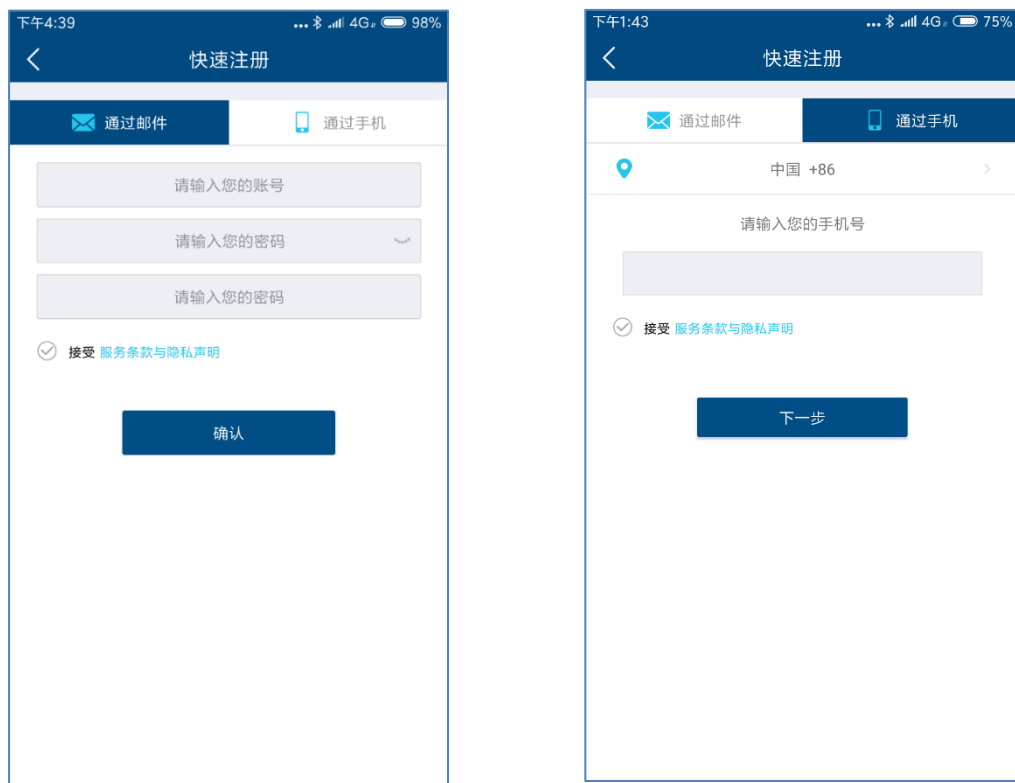 下午4:39 ... 4G 98%
快速注册
通过邮件 通过手机
请输入您的账号
请输入您的密码
请输入您的密码
接受 服务条款与隐私声明
确认
下午1:43 ... 4G 75%
快速注册
通过邮件 通过手机
中国 +86
请输入您的手机号
接受 服务条款与隐私声明
下一步